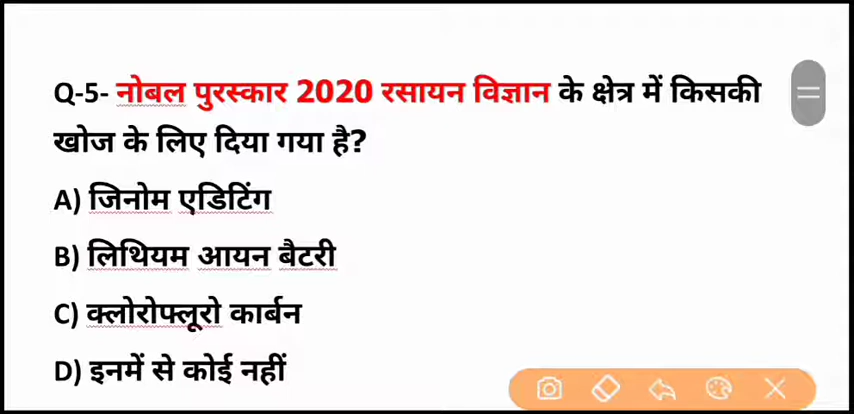 Q-5- नोबल पुरस्कार 2020 रसायन विज्ञान के क्षेत्र में किसकी
खोज के लिए दिया गया है?
A) जिनोम एडिटिंग
B) लिथियम आयन बैटरी
C) क्लोरोफ्लूरो कार्बन
D) इनमें से कोई नहीं